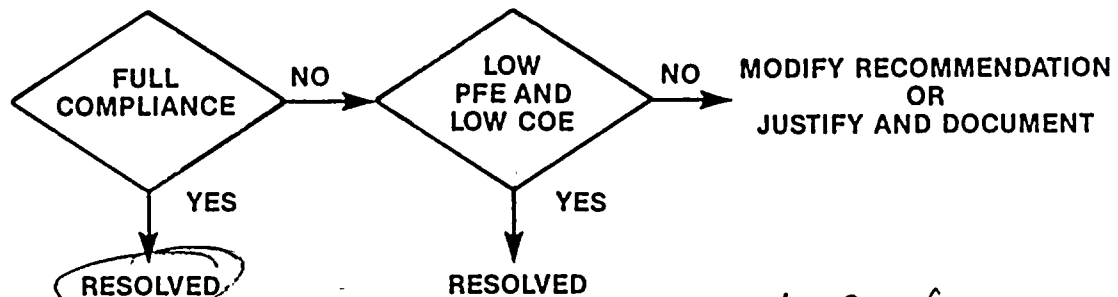 FULL
COMPLIANCE
NO
LOW
PFE AND
LOW COE
NO
MODIFY RECOMMENDATION
OR
JUSTIFY AND DOCUMENT
YES
YES
RESOLVED
RESOLVED